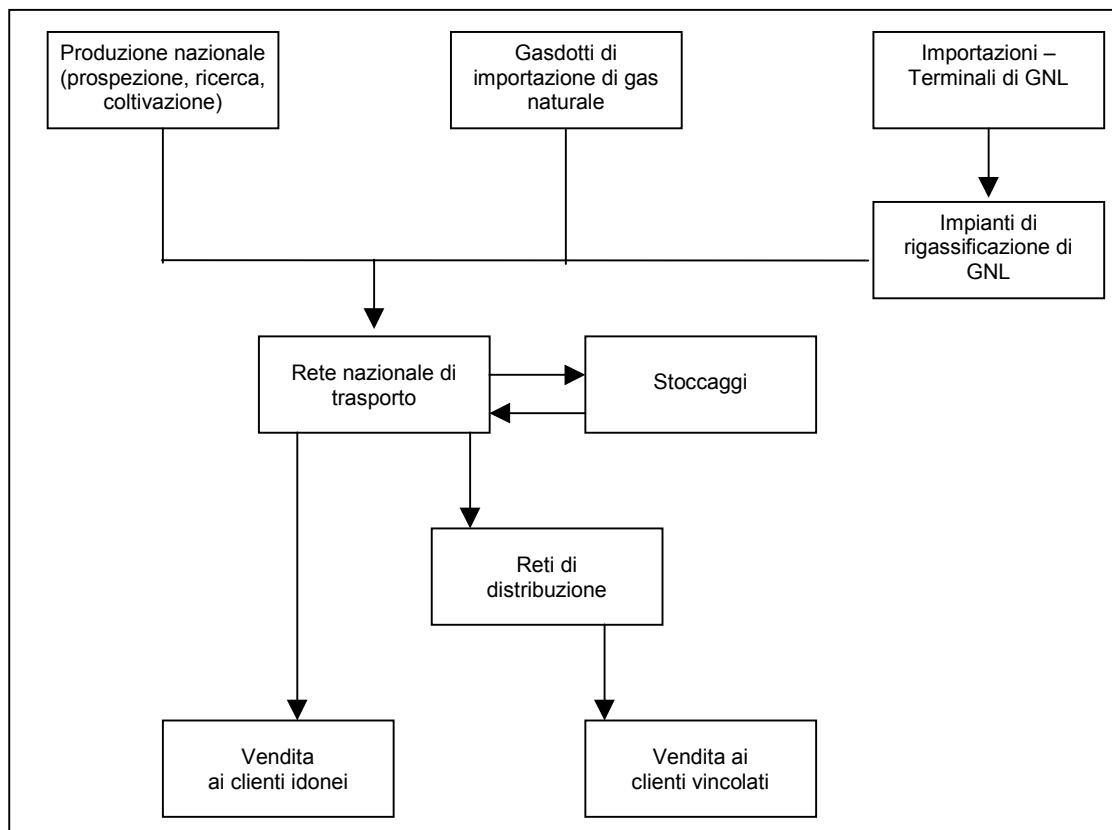 Produzione nazionale
(prospezione, ricerca,
coltivazione)
Gasdotti di
importazione di gas
naturale
Importazioni –
Terminali di GNL
Impianti di
rigassificazione di
GNL
Rete nazionale di
trasporto
Stoccaggi
Reti di
distribuzione
Vendita
ai clienti idonei
Vendita ai
clienti vincolati